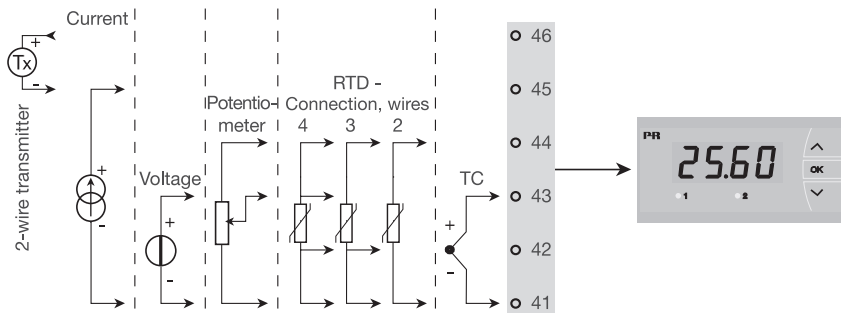 Current
+
Tx
-
2-wire transmitter
+
-
Voltage
+
-
Potentio-
meter
RTD -
Connection, wires
4 3 2
TC
+
-
46
45
44
43
42
41
PR
25.60
OK
1 2